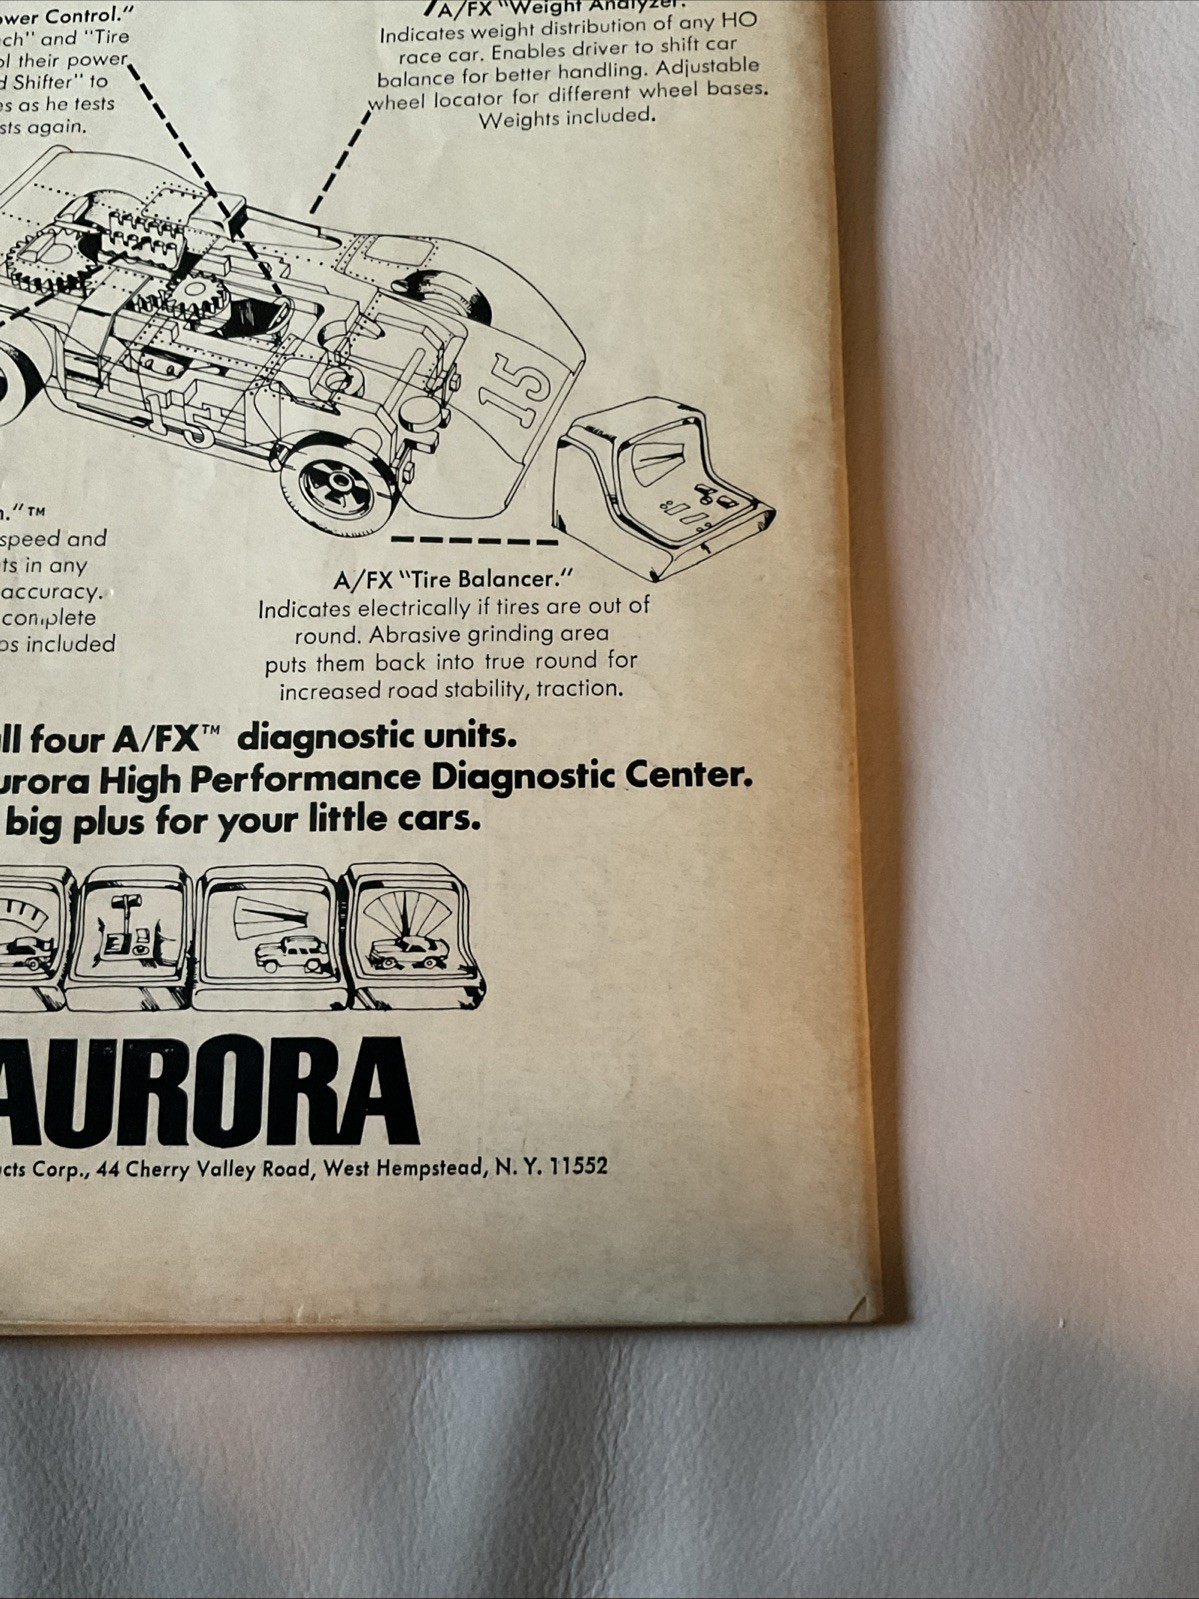 ower Control."
ch" and "Tire
ol their power
d Shifter" to
es as he tests
sts again.
A/FX "Weight Analyzer."
Indicates weight distribution of any HO
race car. Enables driver to shift car
balance for better handling. Adjustable
wheel locator for different wheel bases.
Weights included.
15
15
n."™
speed and
ts in any
accuracy.
complete
ps included
A/FX "Tire Balancer."
Indicates electrically if tires are out of
round. Abrasive grinding area
puts them back into true round for
increased road stability, traction.
ll four A/FX™ diagnostic units.
urora High Performance Diagnostic Center.
big plus for your little cars.
AURORA
cts Corp., 44 Cherry Valley Road, West Hempstead, N. Y. 11552